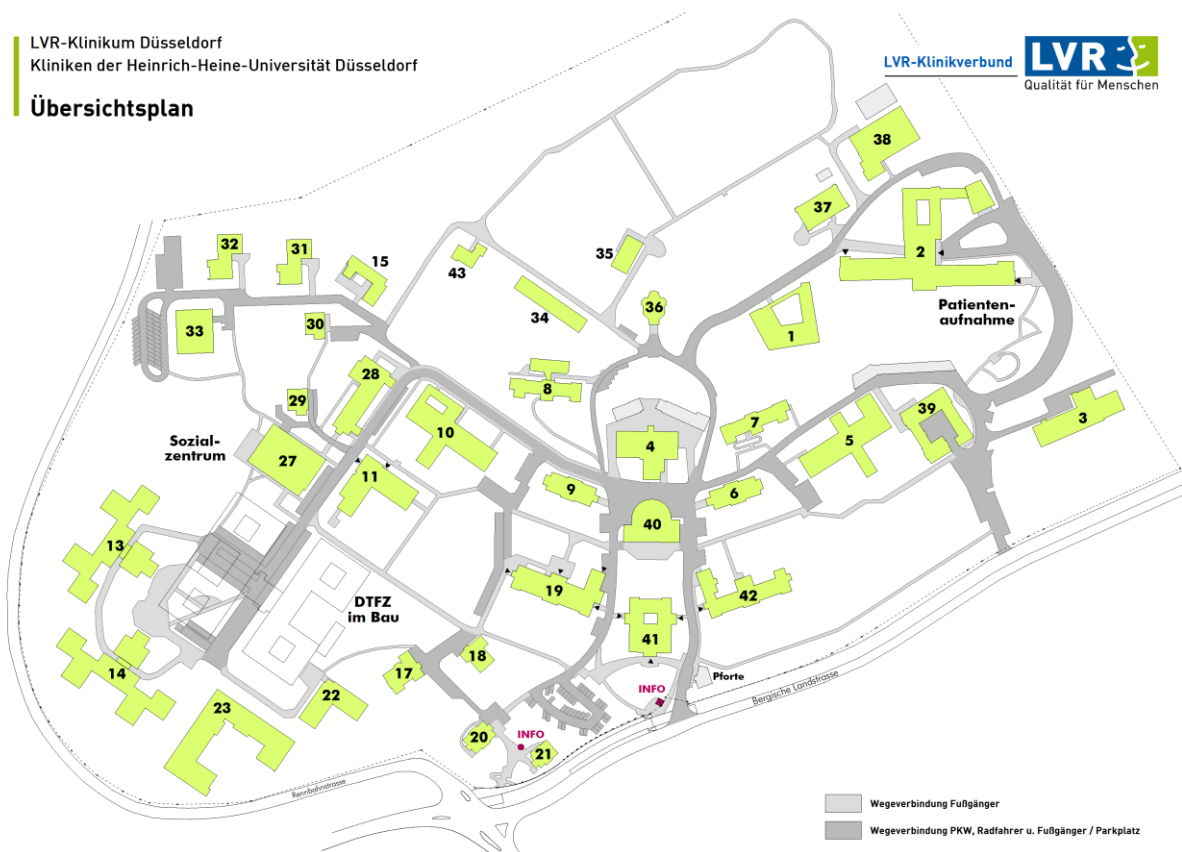 LVR-Klinikum Düsseldorf
Kliniken der Heinrich-Heine-Universität Düsseldorf
Übersichtsplan
LVR-Klinikverbund
LVR
Qualität für Menschen
38
37
2
32
31
15
43
35
36
34
Patienten-
aufnahme
33
30
1
28
8
29
10
7
39
3
Sozial-
zentrum
27
4
5
11
9
6
40
13
19
DTFZ
im Bau
42
41
18
17
14
22
Pforte
INFO
Bergische Landstrasse
23
20
INFO
21
Rennbahnstrasse
Wegeverbindung Fußgänger
Wegeverbindung PKW, Radfahrer u. Fußgänger / Parkplatz